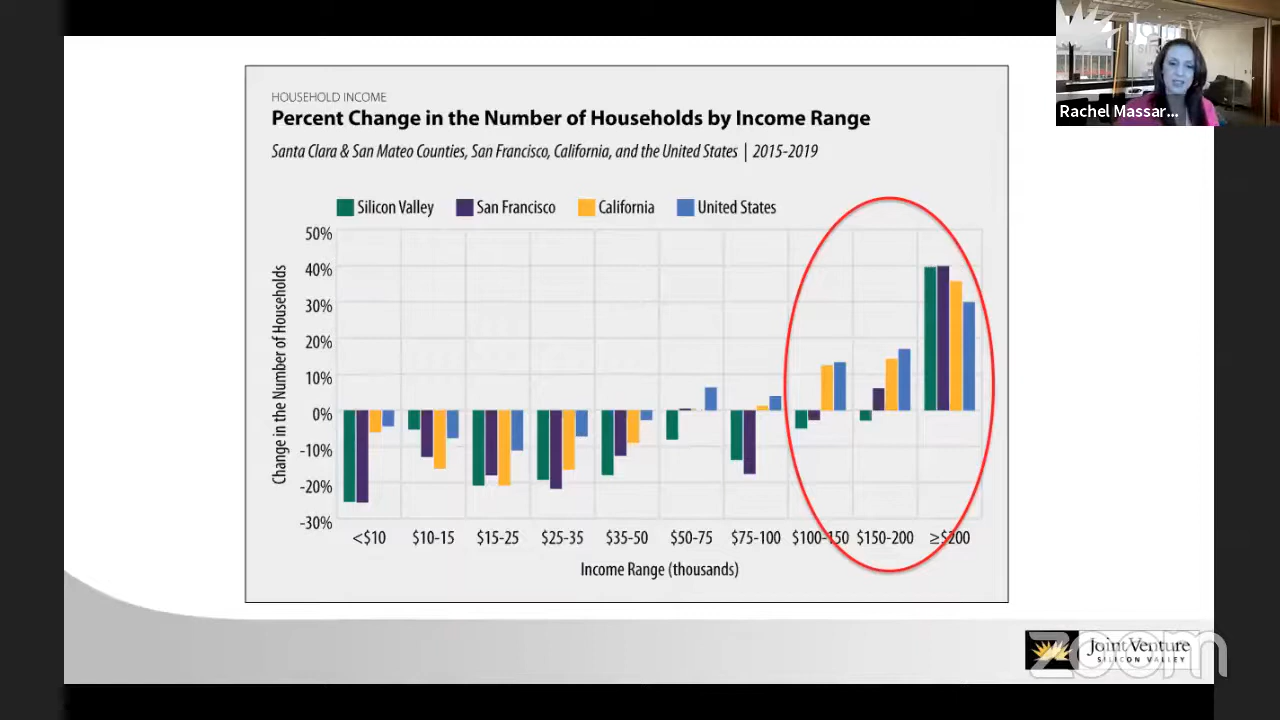 HOUSEHOLD INCOME
Percent Change in the Number of Households by Income Range
Santa Clara & San Mateo Counties, San Francisco, California, and the United States | 2015-2019
Silicon Valley San Francisco California United States
Change in the Number of Households
50%
40%
30%
20%
10%
0%
-10%
-20%
-30%
<$10 $10-15 $15-25 $25-35 $35-50 $50-75 $75-100 $100-150 $150-200 ≥$200
Income Range (thousands)
Rachel Massar...
Joint Venture
SILICON VALLEY
zoom